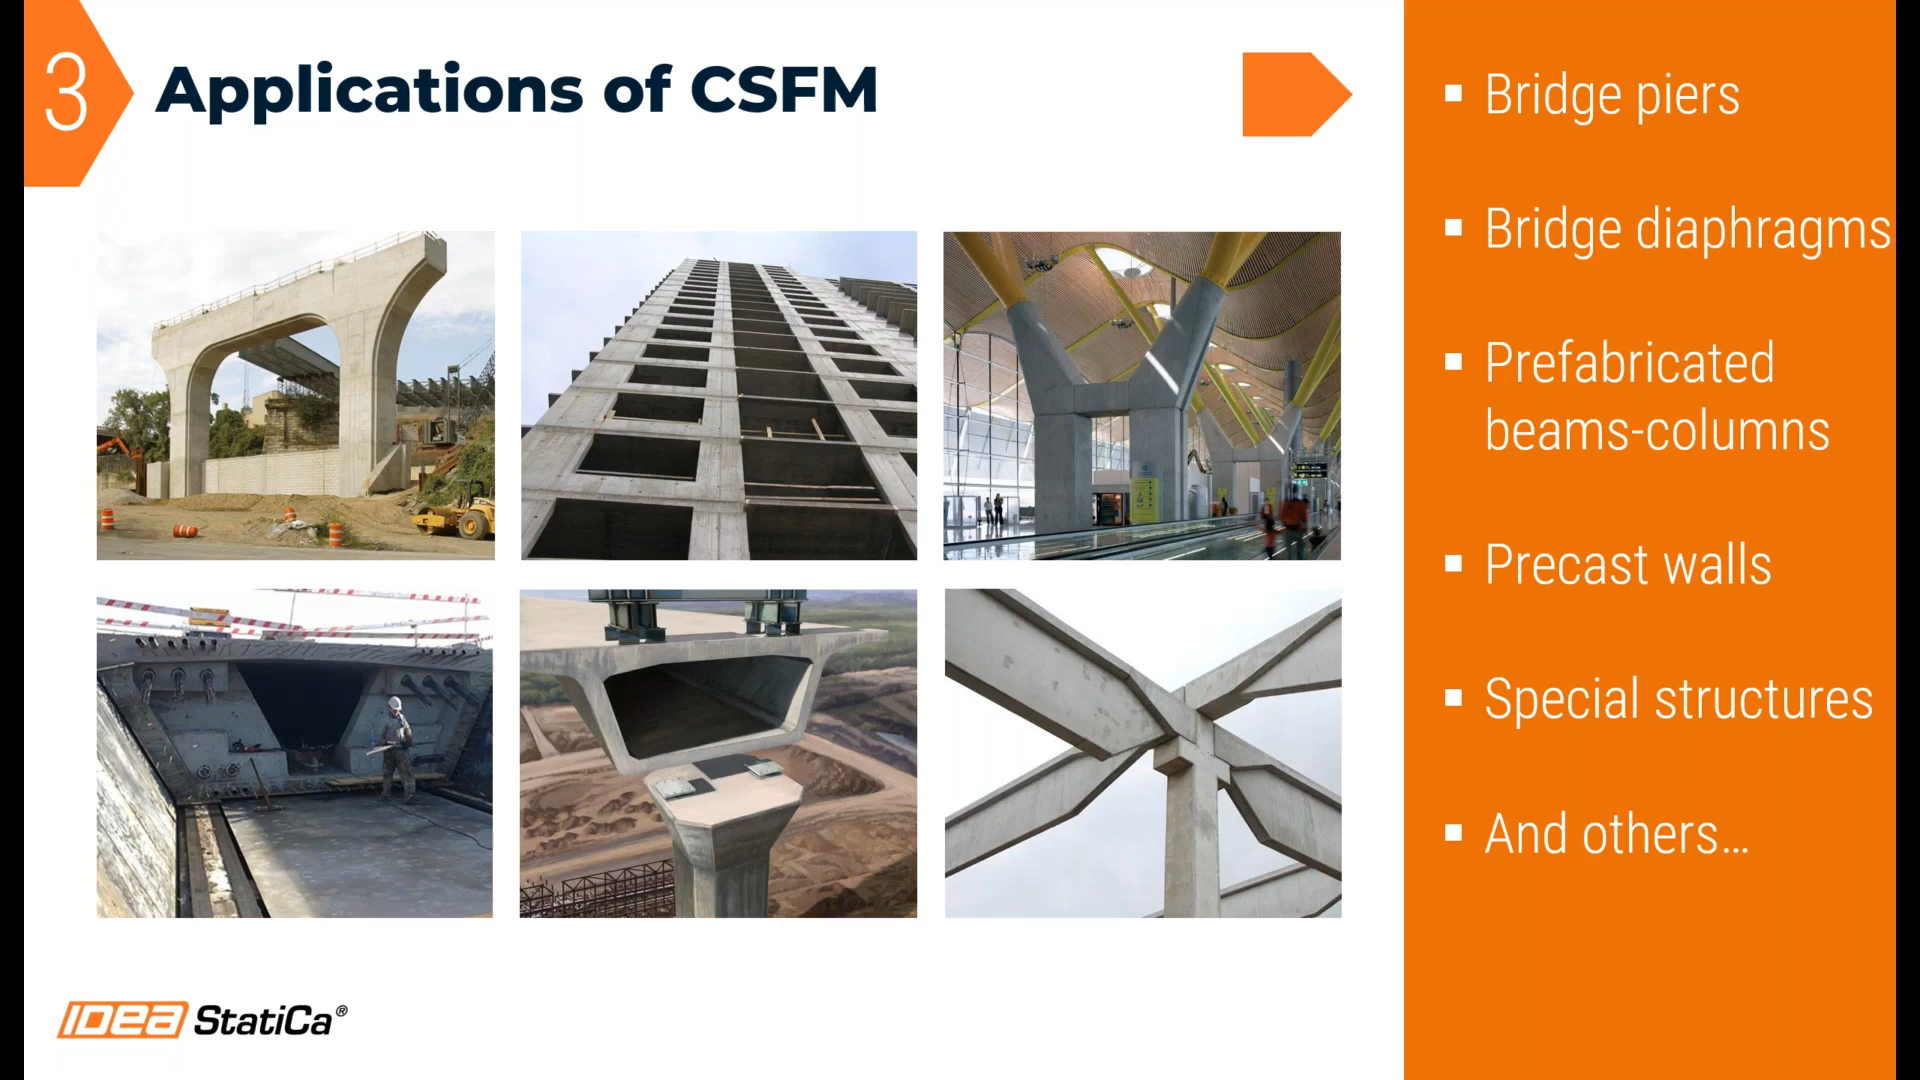 3
Applications of CSFM
▪ Bridge piers
▪ Bridge diaphragms
▪ Prefabricated
beams-columns
▪ Precast walls
▪ Special structures
▪ And others...
IDEA StatiCa®